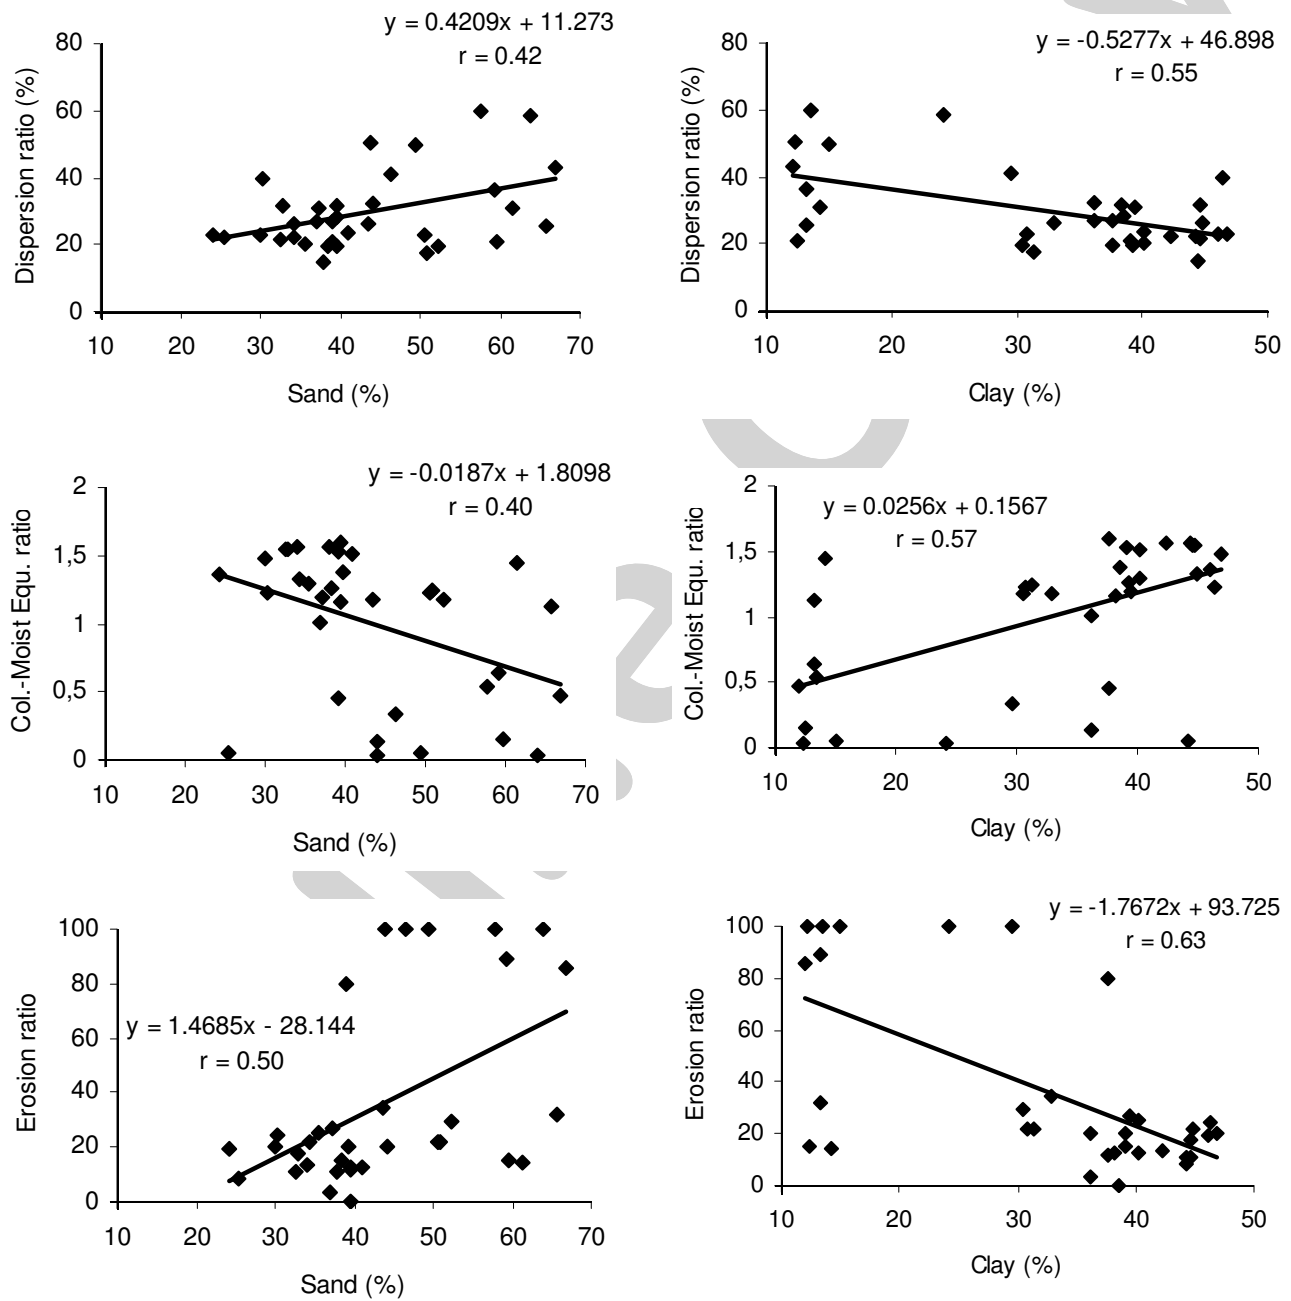 y = 0.4209x + 11.273
r = 0.42
Dispersion ratio (%)
80
60
40
20
0
10 20 30 40 50 60 70
Sand (%)
y = -0.5277x + 46.898
r = 0.55
Dispersion ratio (%)
80
60
40
20
0
10 20 30 40 50
Clay (%)
y = -0.0187x + 1.8098
r = 0.40
Col.-Moist Equ. ratio
2
1,5
1
0,5
0
10 20 30 40 50 60 70
Sand (%)
y = 0.0256x + 0.1567
r = 0.57
Col.-Moist Equ. ratio
2
1,5
1
0,5
0
10 20 30 40 50
Clay (%)
y = 1.4685x - 28.144
r = 0.50
Erosion ratio
100
80
60
40
20
0
10 20 30 40 50 60 70
Sand (%)
y = -1.7672x + 93.725
r = 0.63
Erosion ratio
100
80
60
40
20
0
10 20 30 40 50
Clay (%)